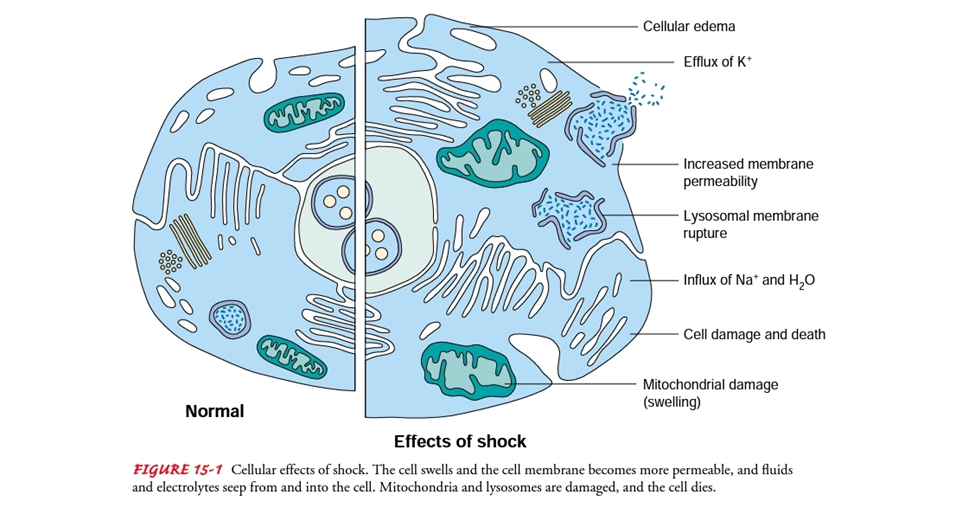 Cellular edema
Efflux of K⁺
Increased membrane
permeability
Lysosomal membrane
rupture
Influx of Na⁺ and H₂O
Cell damage and death
Mitochondrial damage
(swelling)
Normal
Effects of shock
FIGURE 15-1 Cellular effects of shock. The cell swells and the cell membrane becomes more permeable, and fluids
and electrolytes seep from and into the cell. Mitochondria and lysosomes are damaged, and the cell dies.